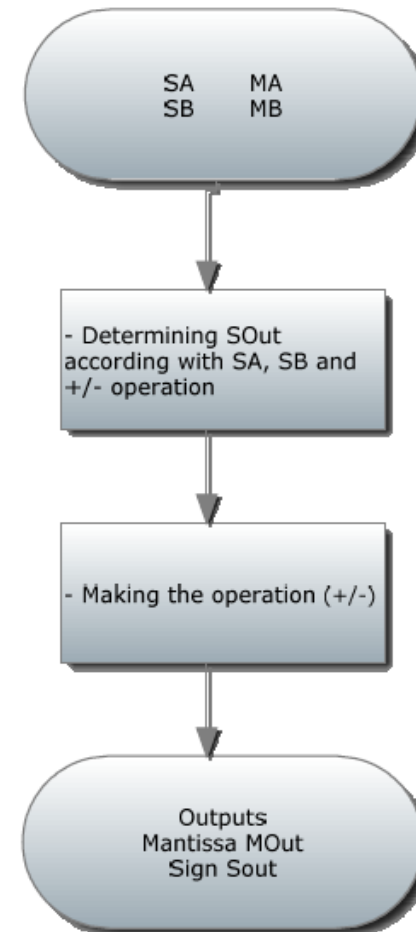 SA MA
SB MB
- Determining SOut
according with SA, SB and
+/- operation
- Making the operation (+/-)
Outputs
Mantissa MOut
Sign Sout